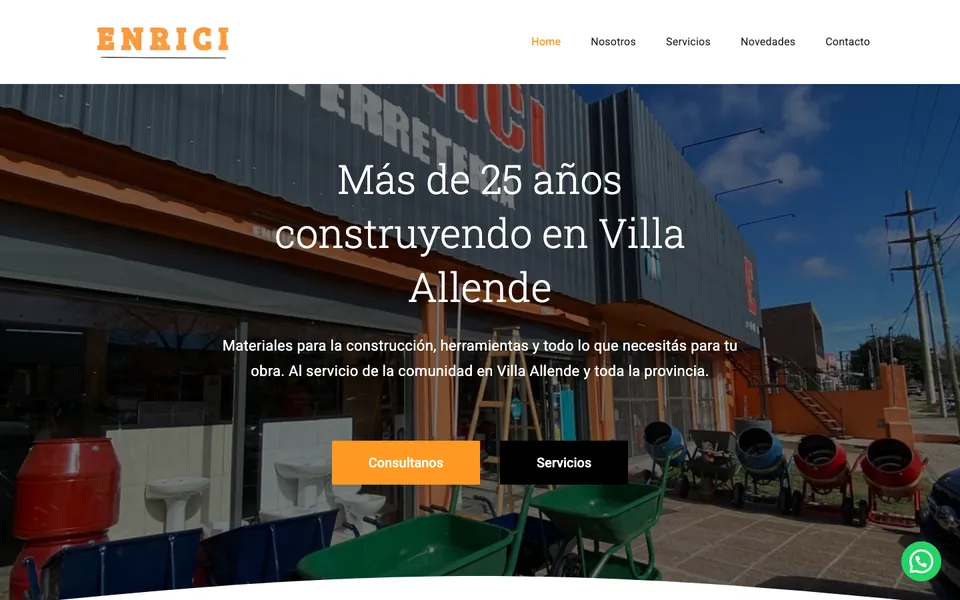 ENRICI
Home
Nosotros
Servicios
Novedades
Contacto
Más de 25 años
construyendo en Villa
Allende
Materiales para la construcción, herramientas y todo lo que necesitás para tu
obra. Al servicio de la comunidad en Villa Allende y toda la provincia.
Consultanos
Servicios